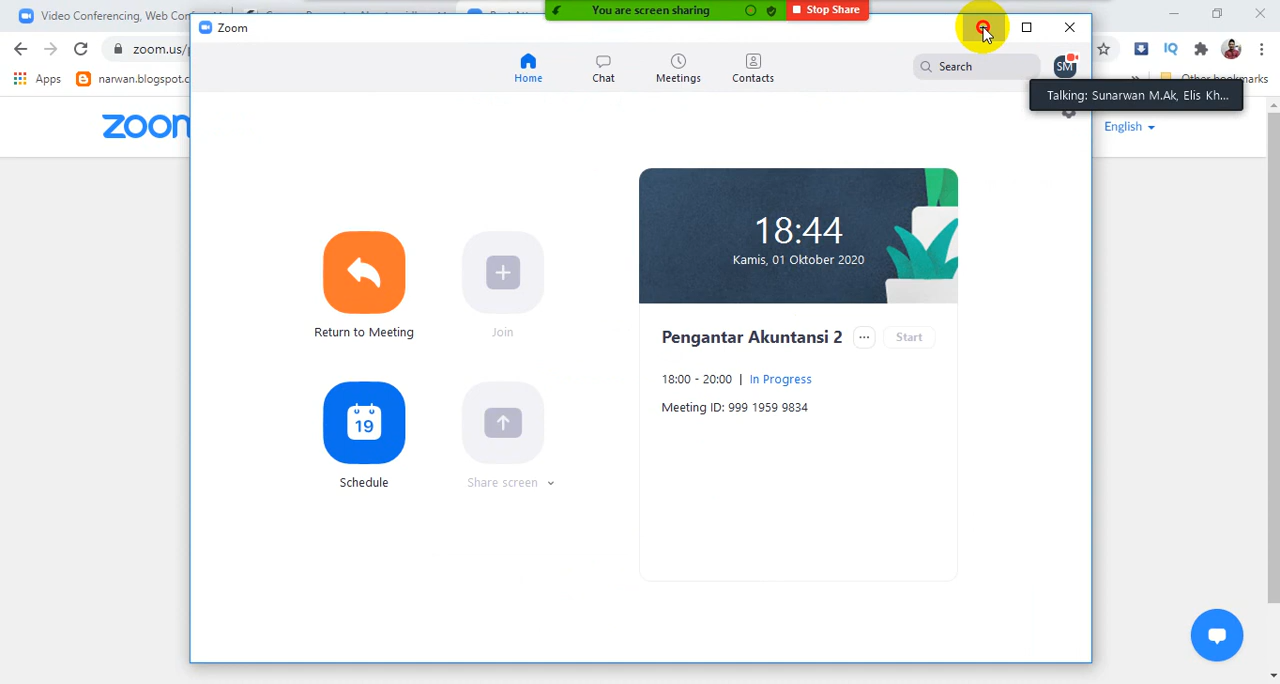 Video Conferencing, Web Con
You are screen sharing
Stop Share
Zoom
zoom.us/
IQ
Home
Chat
Meetings
Contacts
Search
SM
Apps
narwan.blogspot.c
Other bookmarks
Talking: Sunarwan M.Ak, Elis Kh...
zoom
English
18:44
Kamis, 01 Oktober 2020
Return to Meeting
Join
Pengantar Akuntansi 2
Start
18:00 - 20:00 | In Progress
Meeting ID: 999 1959 9834
19
Schedule
Share screen